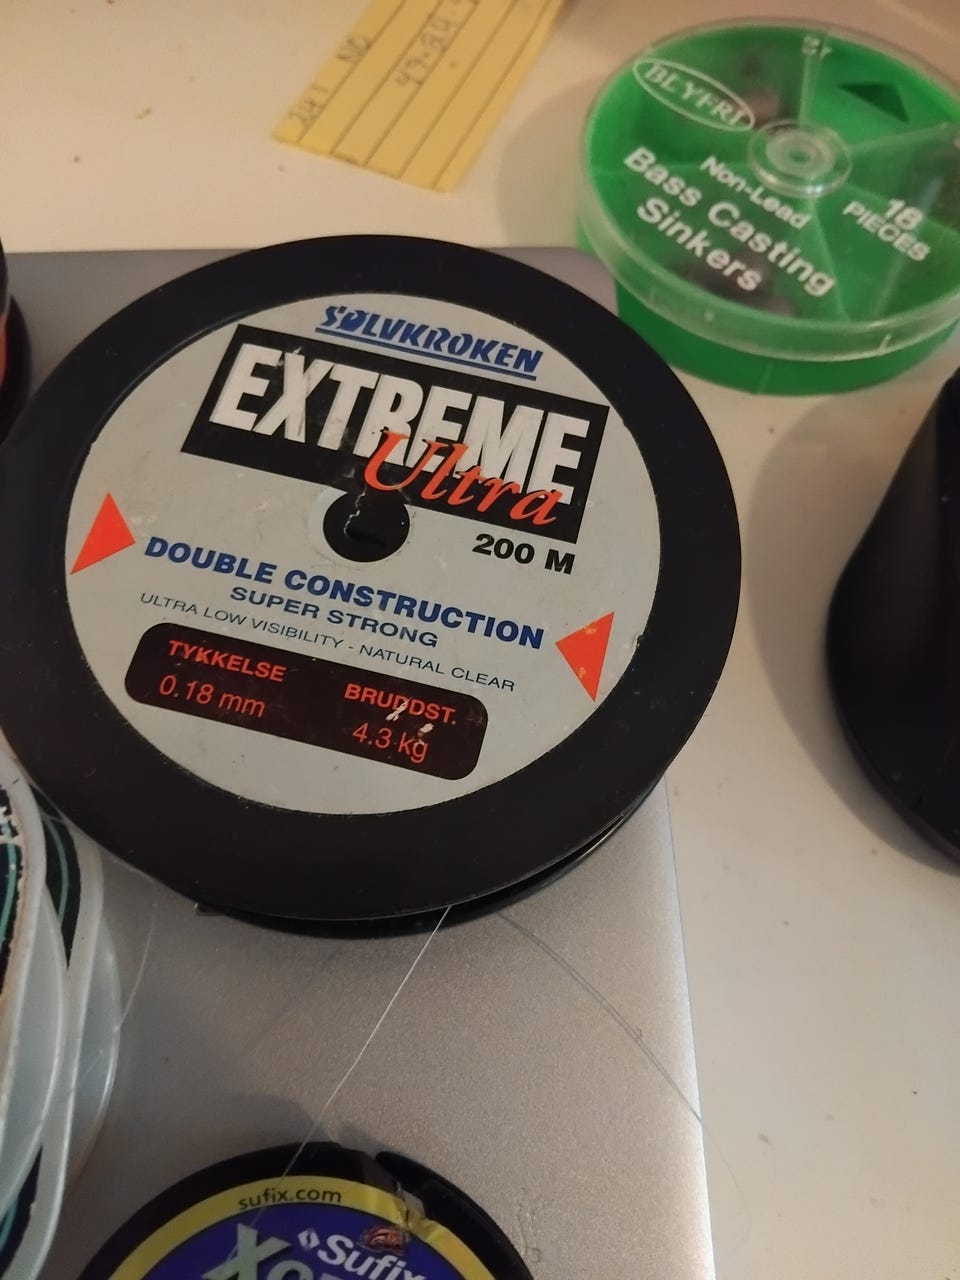 NO
BLYFRI
Non-Lead
Bass Casting
Sinkers
18
PIECES
SØLVKROKEN
EXTREME
Ultra
200 M
DOUBLE CONSTRUCTION
SUPER STRONG
ULTRA LOW VISIBILITY - NATURAL CLEAR
TYKKELSE
0.18 mm
BRUDDST.
4.3 kg
sufix.com
Sufix